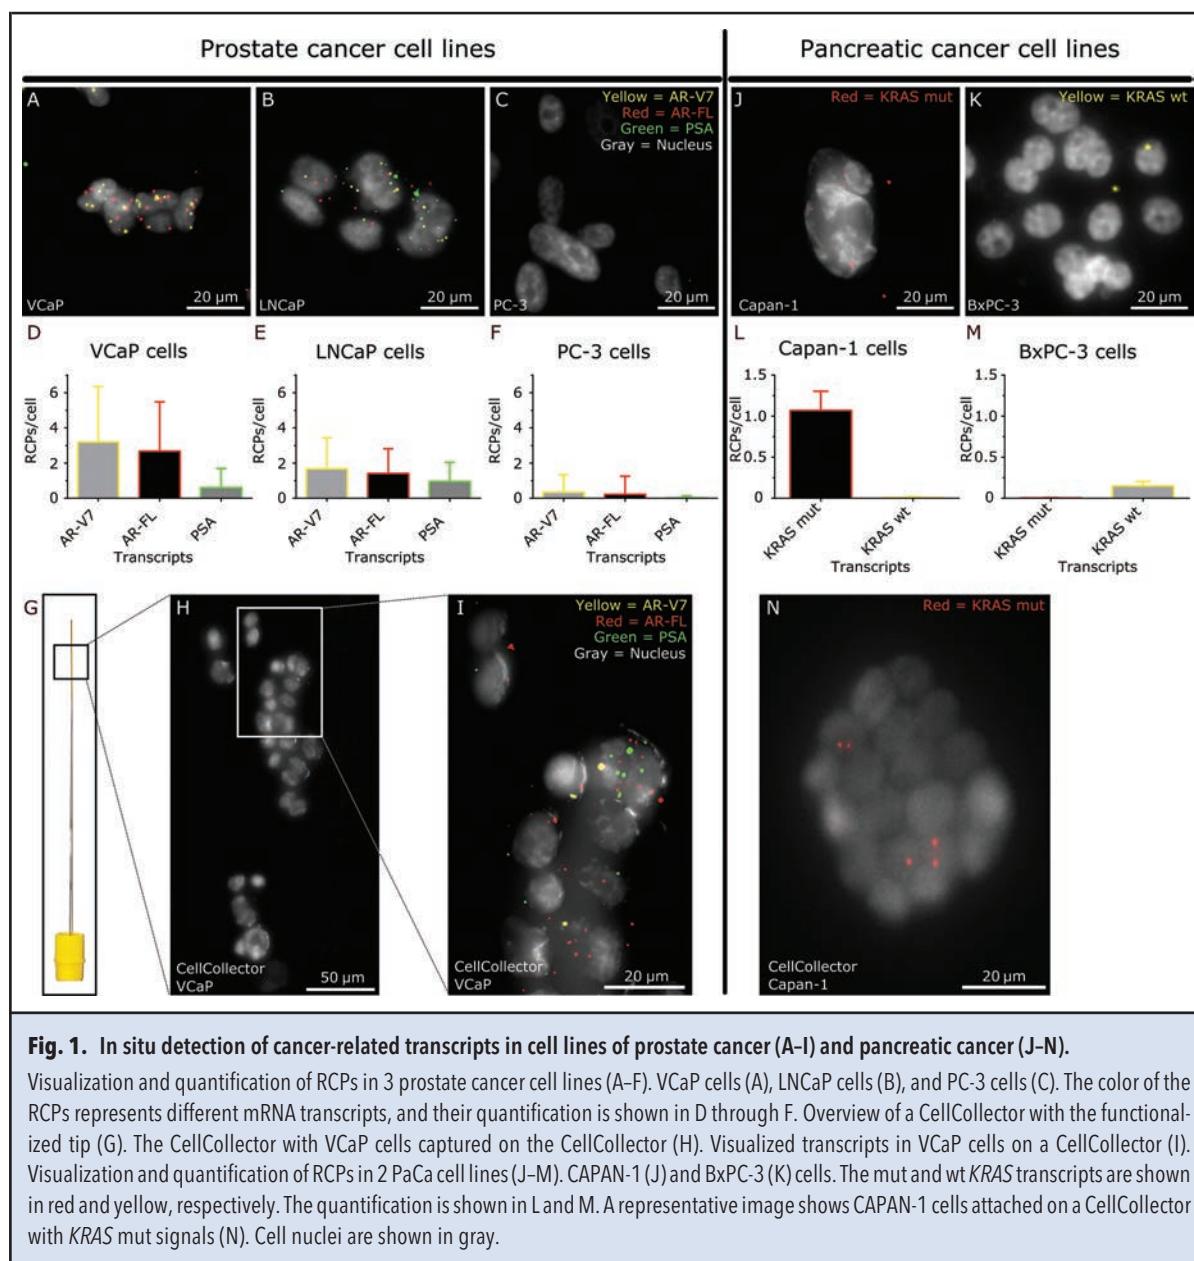 Prostate cancer cell lines
Pancreatic cancer cell lines
A
VCaP
20 µm
B
LNCaP
20 µm
C
Yellow = AR-V7
Red = AR-FL
Green = PSA
Gray = Nucleus
PC-3
20 µm
J
Red = KRAS mut
Capan-1
20 µm
K
Yellow = KRAS wt
BxPC-3
20 µm
D
VCaP cells
RCPs/cell
6
4
2
0
AR-V7
AR-FL
PSA
Transcripts
E
LNCaP cells
RCPs/cell
6
4
2
0
AR-V7
AR-FL
PSA
Transcripts
F
PC-3 cells
RCPs/cell
6
4
2
0
AR-V7
AR-FL
PSA
Transcripts
L
Capan-1 cells
RCPs/cell
1.5
1.0
0.5
0
KRAS mut
KRAS wt
Transcripts
M
BxPC-3 cells
RCPs/cell
1.5
1.0
0.5
0
KRAS mut
KRAS wt
Transcripts
G
H
CellCollector
VCaP
50 µm
I
Yellow = AR-V7
Red = AR-FL
Green = PSA
Gray = Nucleus
CellCollector
VCaP
20 µm
N
Red = KRAS mut
CellCollector
Capan-1
20 µm
Fig. 1. In situ detection of cancer-related transcripts in cell lines of prostate cancer (A–I) and pancreatic cancer (J–N).
Visualization and quantification of RCPs in 3 prostate cancer cell lines (A–F). VCaP cells (A), LNCaP cells (B), and PC-3 cells (C). The color of the
RCPs represents different mRNA transcripts, and their quantification is shown in D through F. Overview of a CellCollector with the functional-
ized tip (G). The CellCollector with VCaP cells captured on the CellCollector (H). Visualized transcripts in VCaP cells on a CellCollector (I).
Visualization and quantification of RCPs in 2 PaCa cell lines (J–M). CAPAN-1 (J) and BxPC-3 (K) cells. The mut and wt KRAS transcripts are shown
in red and yellow, respectively. The quantification is shown in L and M. A representative image shows CAPAN-1 cells attached on a CellCollector
with KRAS mut signals (N). Cell nuclei are shown in gray.